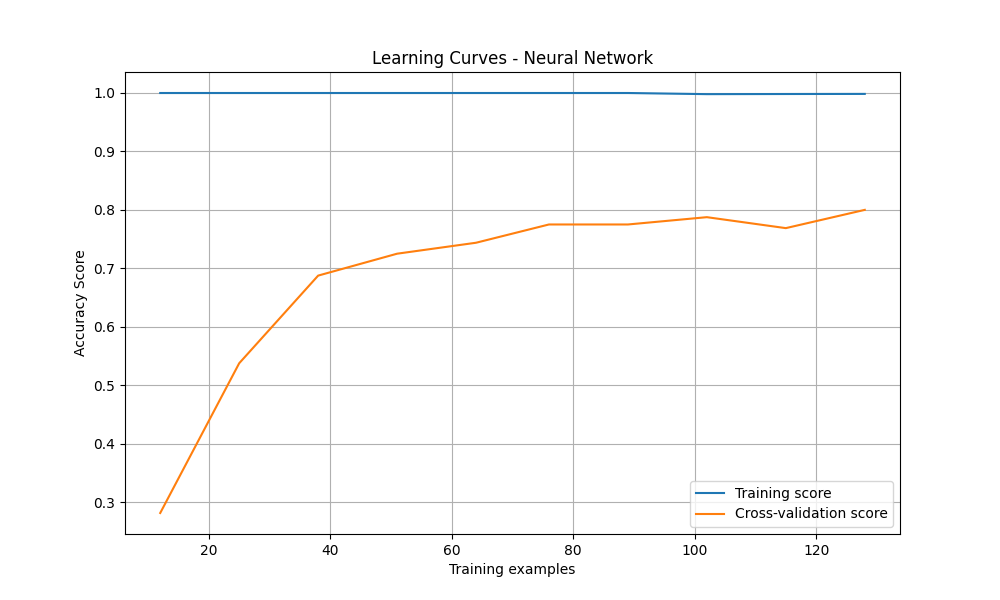 Learning Curves - Neural Network
1.0
0.9
0.8
0.7
0.6
0.5
0.4
0.3
Accuracy Score
20 40 60 80 100 120
Training examples
Training score
Cross-validation score